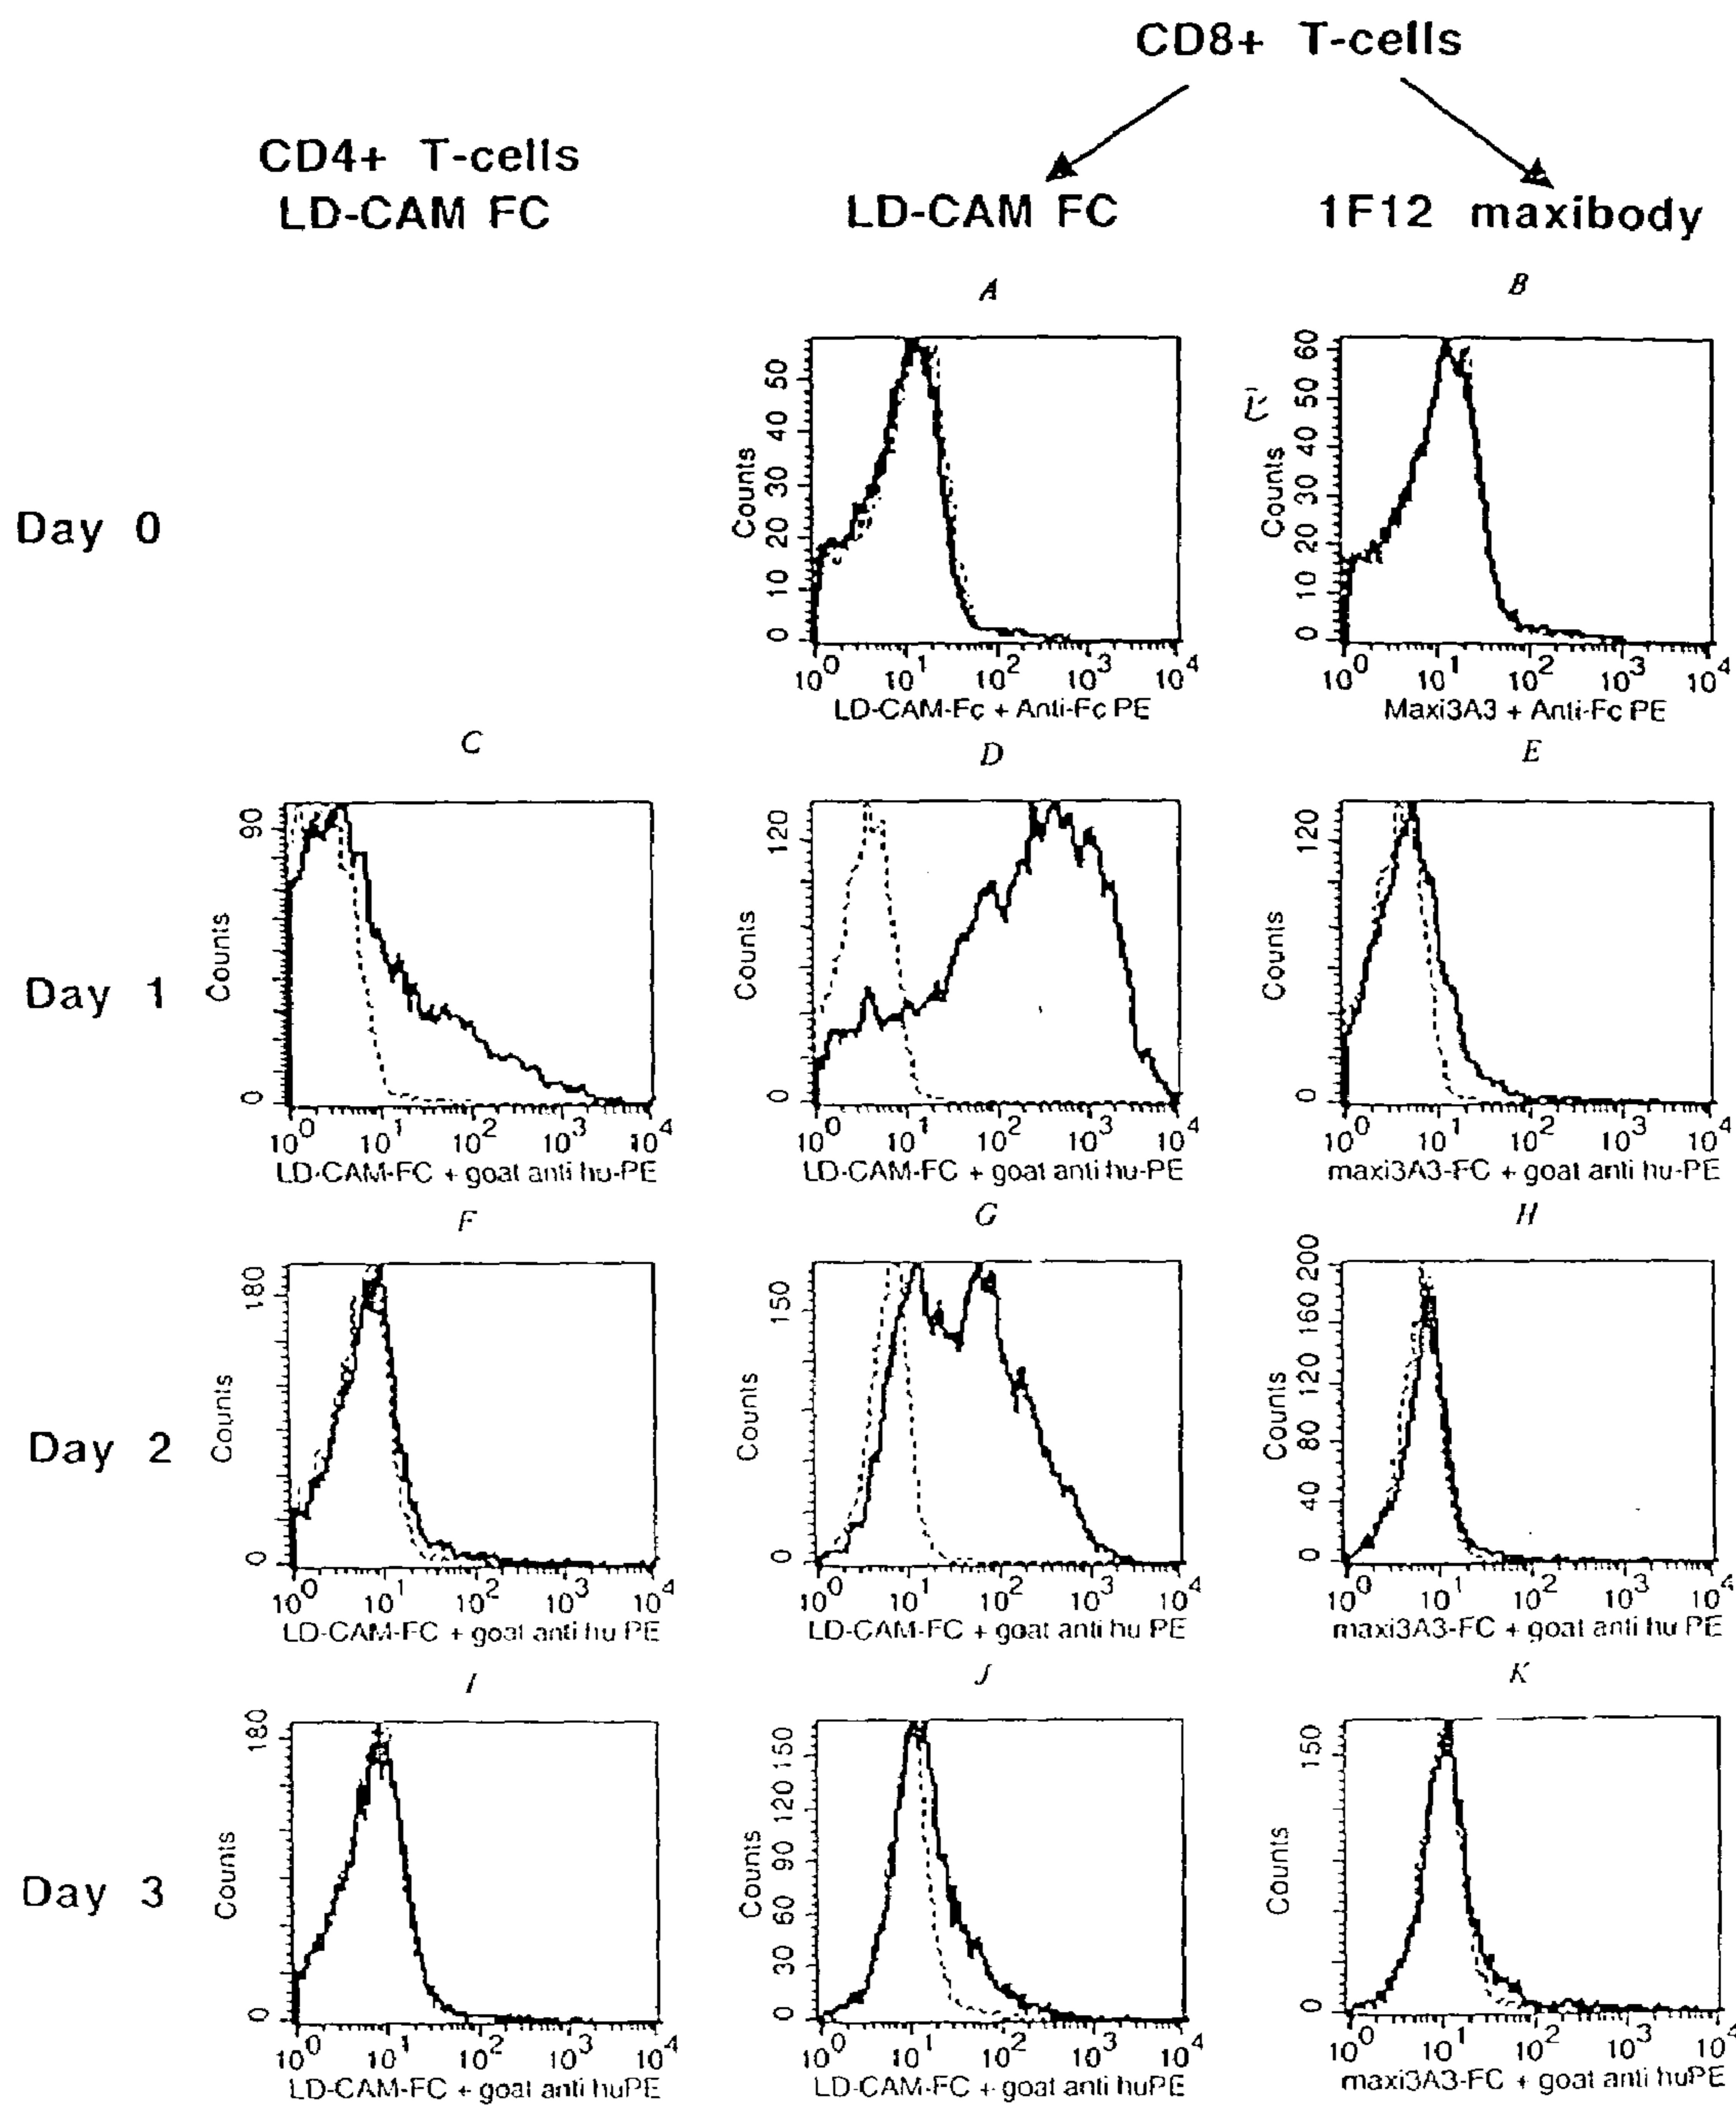 CD8+ T-cells
CD4+ T-cells
LD-CAM FC
LD-CAM FC
1F12 maxibody
A
B
Day 0
Counts
0 10 20 30 40 50
10^0 10^1 10^2 10^3 10^4
LD-CAM-Fc + Anti-Fc PE
Counts
0 10 20 30 40 50 60
10^0 10^1 10^2 10^3 10^4
Maxi3A3 + Anti-Fc PE
C
D
E
Day 1
Counts
0 90
10^0 10^1 10^2 10^3 10^4
LD-CAM-FC + goat anti hu-PE
Counts
0 120
10^0 10^1 10^2 10^3 10^4
LD-CAM-FC + goat anti hu-PE
Counts
0 120
10^0 10^1 10^2 10^3 10^4
maxi3A3-FC + goat anti hu-PE
F
G
H
Day 2
Counts
0 180
10^0 10^1 10^2 10^3 10^4
LD-CAM-FC + goat anti hu PE
Counts
0 150
10^0 10^1 10^2 10^3 10^4
LD-CAM-FC + goat anti hu PE
Counts
0 40 80 120 160 200
10^0 10^1 10^2 10^3 10^4
maxi3A3-FC + goat anti hu PE
I
J
K
Day 3
Counts
0 180
10^0 10^1 10^2 10^3 10^4
LD-CAM-FC + goat anti huPE
Counts
0 30 60 90 120 150
10^0 10^1 10^2 10^3 10^4
LD-CAM-FC + goat anti huPE
Counts
0 150
10^0 10^1 10^2 10^3 10^4
maxi3A3-FC + goat anti huPE